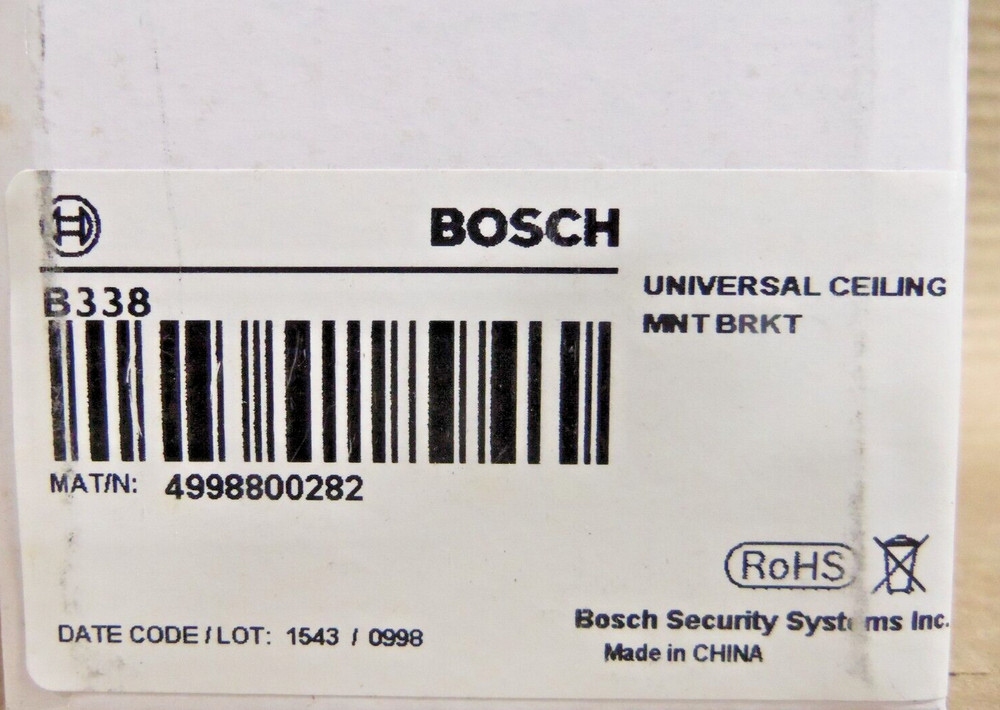 BOSCH
B338
UNIVERSAL CEILING
MNT BRKT
MAT/N: 4998800282
RoHS
DATE CODE / LOT: 1543 / 0998
Bosch Security Systems Inc.
Made in CHINA